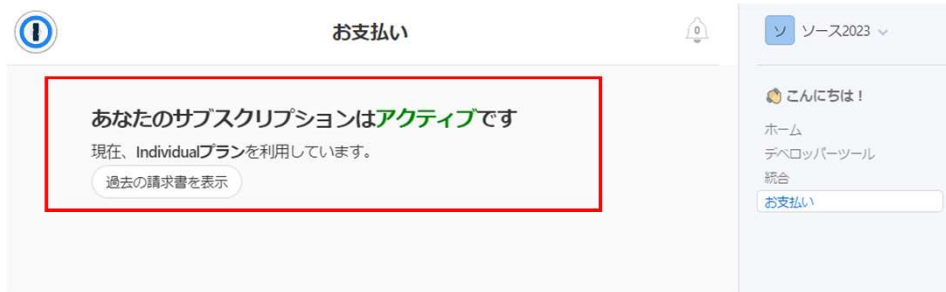 お支払い
0
ソ ソース2023
あなたのサブスクリプションはアクティブです
現在、Individualプランを利用しています。
過去の請求書を表示
こんにちは！
ホーム
デベロッパーツール
統合
お支払い